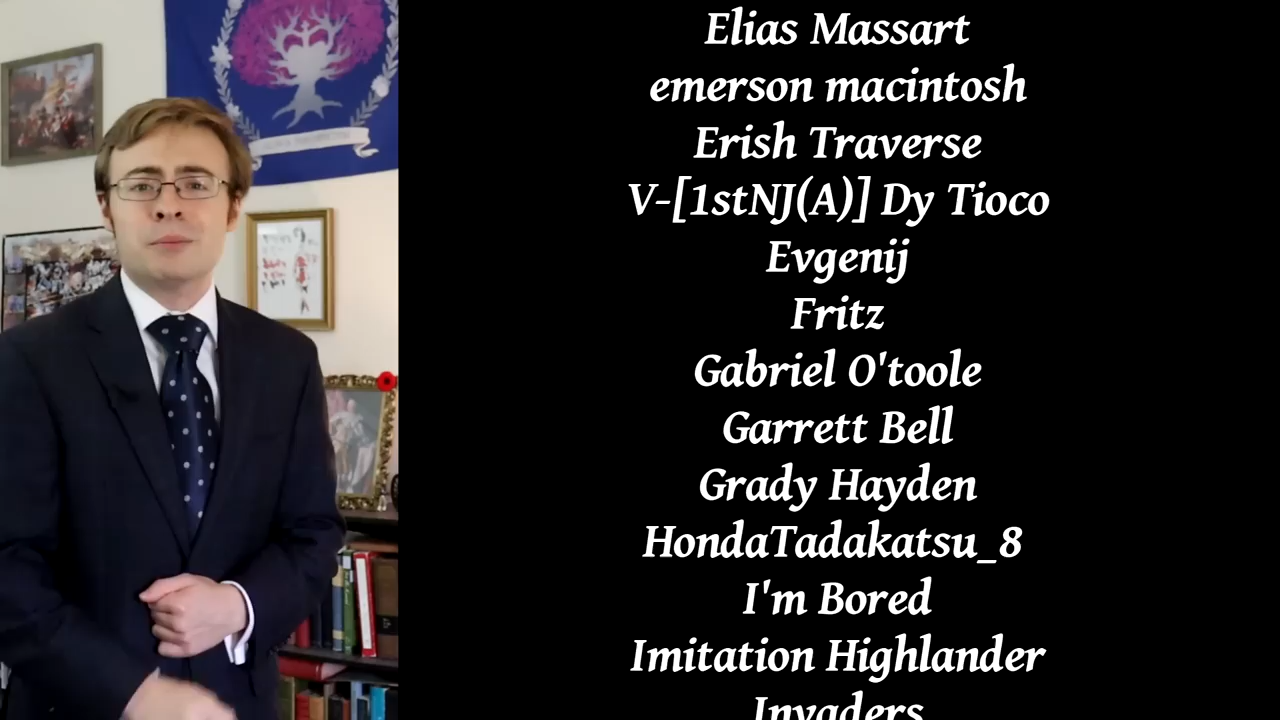 Elias Massart
emerson macintosh
Erish Traverse
V-[1stNJ(A)] Dy Tioco
Evgenij
Fritz
Gabriel O'toole
Garrett Bell
Grady Hayden
HondaTadakatsu_8
I'm Bored
Imitation Highlander
Invaders